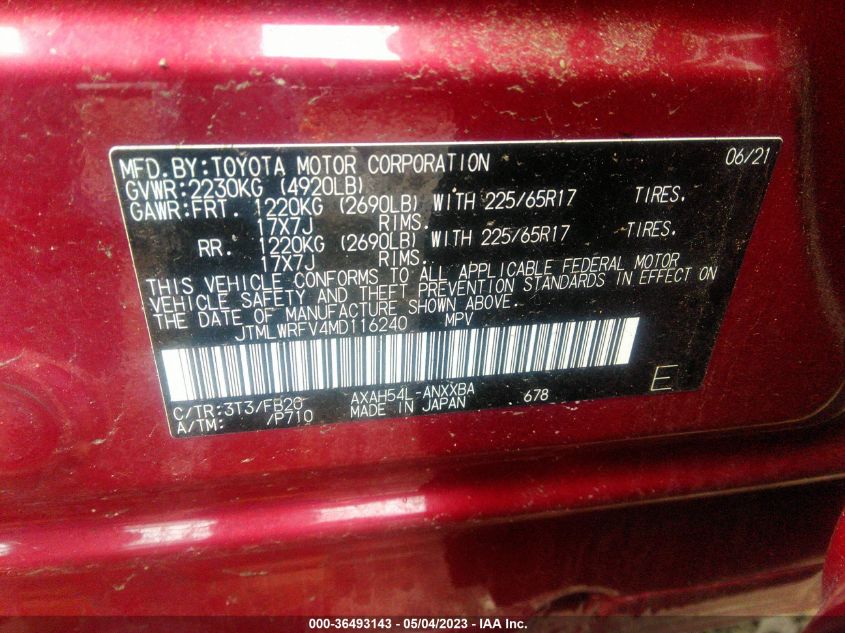 MFD.BY:TOYOTA MOTOR CORPORATION 06/21
GVWR:2230KG (4920LB)
GAWR:FRT. 1220KG (2690LB) WITH 225/65R17 TIRES.
17X7J RIMS.
RR. 1220KG (2690LB) WITH 225/65R17 TIRES.
17X7J RIMS.
THIS VEHICLE CONFORMS TO ALL APPLICABLE FEDERAL MOTOR
VEHICLE SAFETY AND THEFT PREVENTION STANDARDS IN EFFECT ON
THE DATE OF MANUFACTURE SHOWN ABOVE.
JTMLWRFV4MD116240 MPV
E
C/TR:3T3/FB20 AXAH54L-ANXXBA 678
A/TM: /P710 MADE IN JAPAN
000-36493143 - 05/04/2023 - IAA Inc.